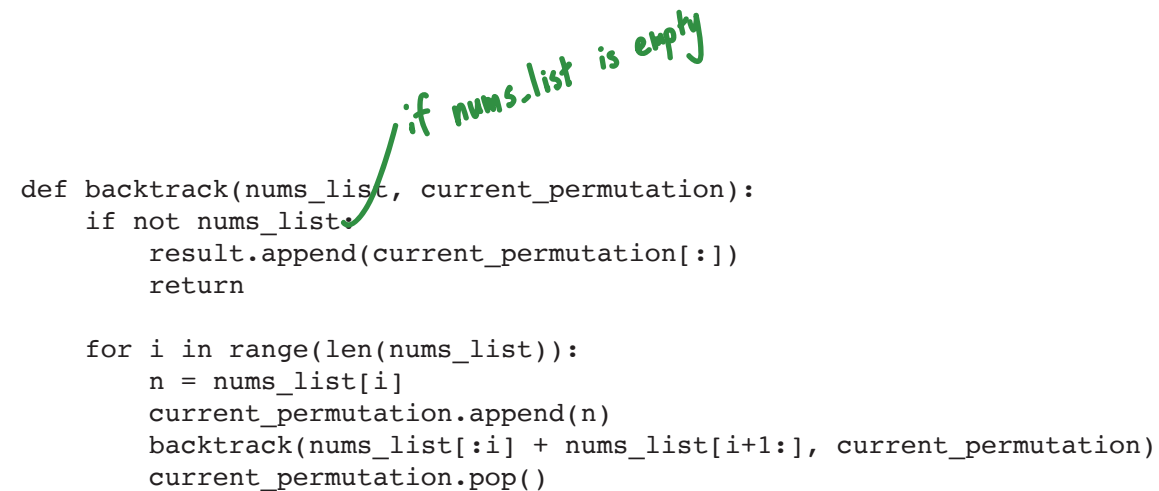 if nums_list is empty
def backtrack(nums_list, current_permutation):
    if not nums_list:
        result.append(current_permutation[:])
        return
    for i in range(len(nums_list)):
        n = nums_list[i]
        current_permutation.append(n)
        backtrack(nums_list[:i] + nums_list[i+1:], current_permutation)
        current_permutation.pop()